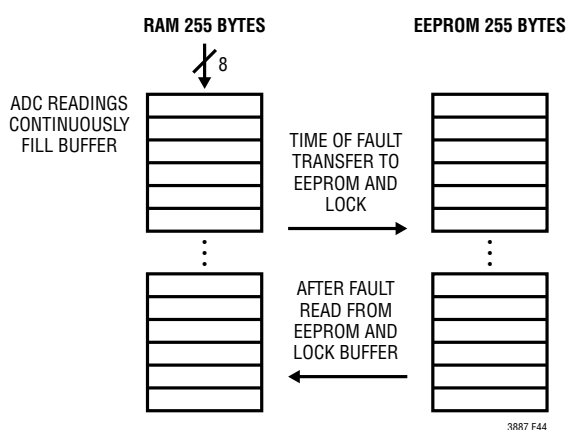 RAM 255 BYTES
EEPROM 255 BYTES
8
ADC READINGS
CONTINUOUSLY
FILL BUFFER
TIME OF FAULT
TRANSFER TO
EEPROM AND
LOCK
AFTER FAULT
READ FROM
EEPROM AND
LOCK BUFFER
3887 F44